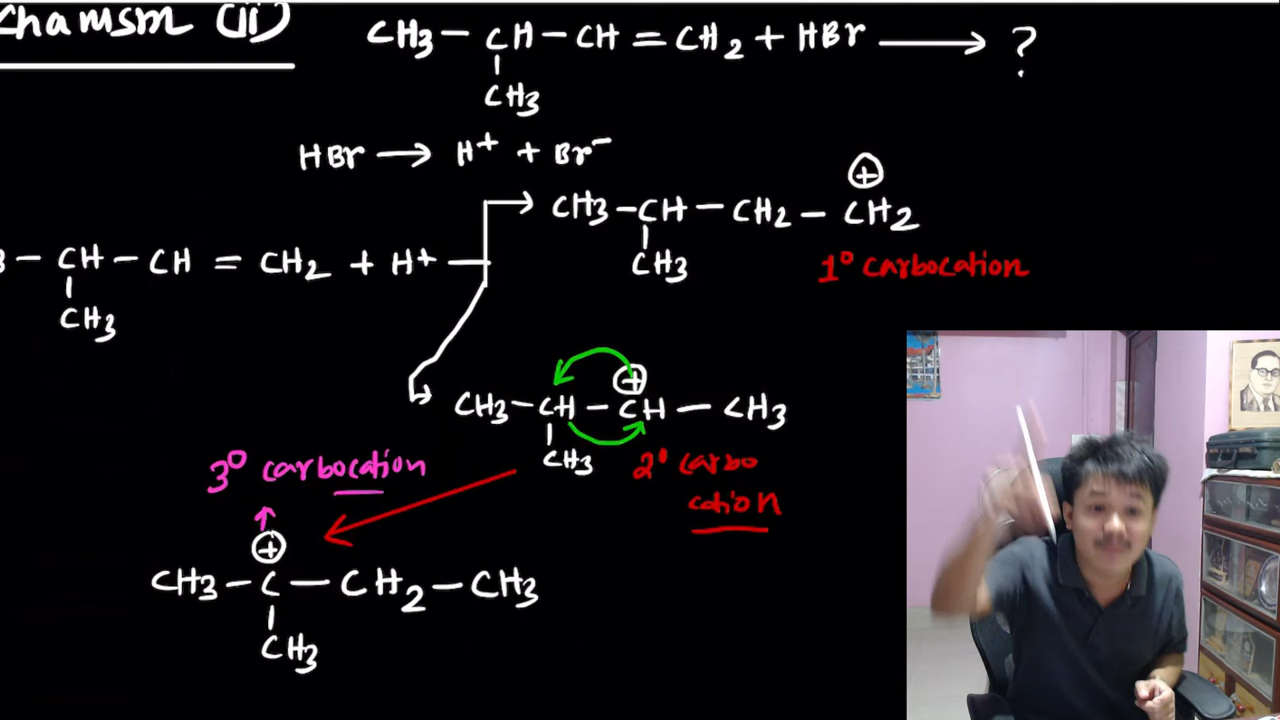 chamsm (ii)
CH3 — CH — CH = CH2 + HBr ⟶ ?
|
CH3
HBr ⟶ H+ + Br−
⊕
CH3 — CH — CH2 — CH2
|
CH3
1° carbocation
3 — CH — CH = CH2 + H+
|
CH3
⊕
CH3 — CH — CH — CH3
|
CH3
2° carbo
cation
3° carbocation
⊕
CH3 — C — CH2 — CH3
|
CH3